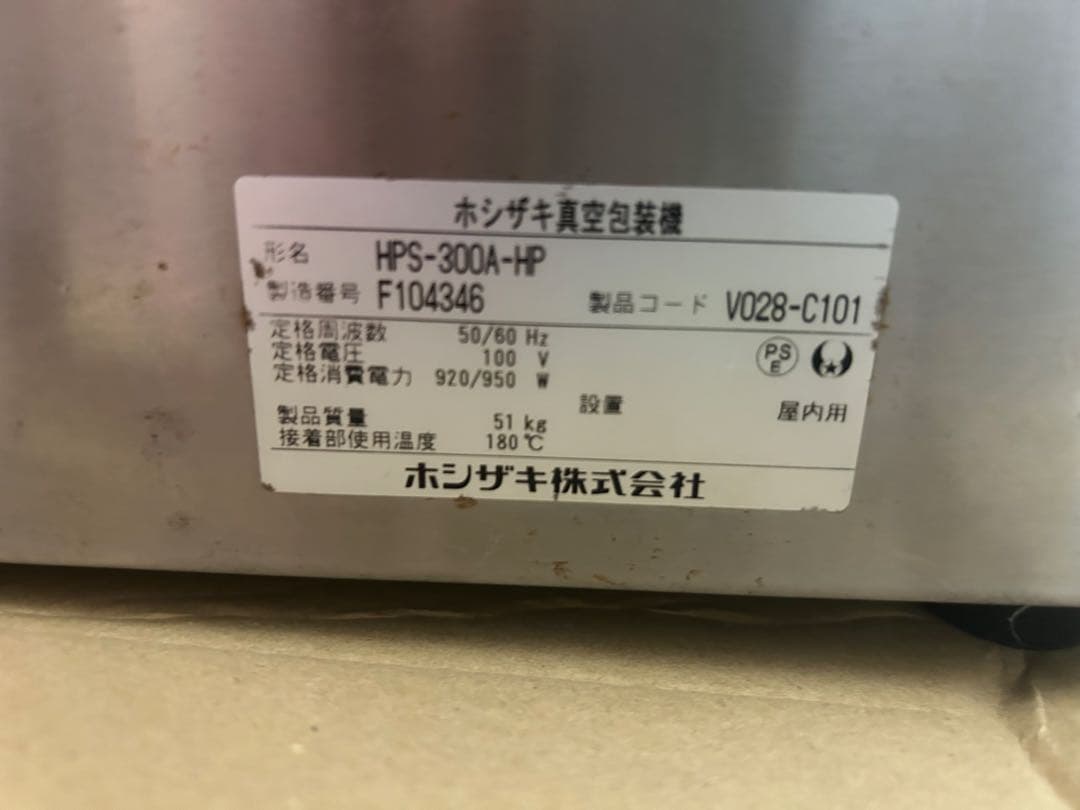 ホシザキ真空包装機
形名 HPS-300A-HP
製造番号 F104346 製品コード V028-C101
定格周波数 50/60 Hz
定格電圧 100 V
定格消費電力 920/950 W
PS
E
設置 屋内用
製品質量 51 kg
接着部使用温度 180℃
ホシザキ株式会社